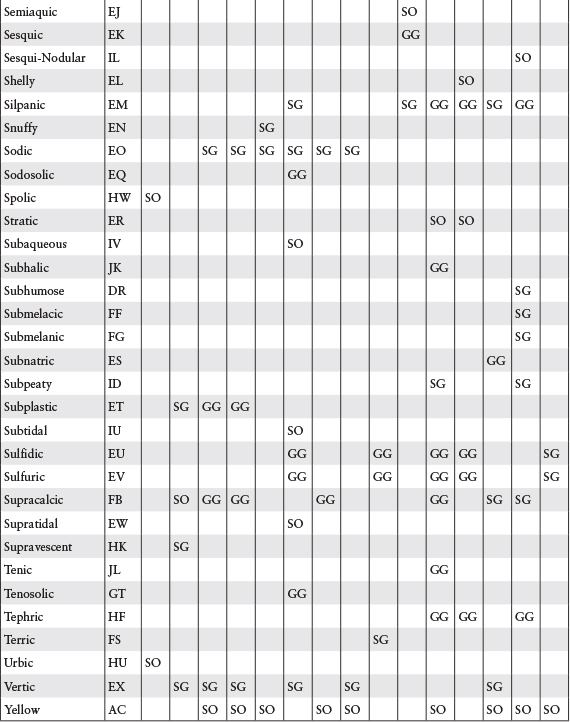 Semiaquic EJ SO
Sesquic EK GG
Sesqui-Nodular IL SO
Shelly EL SO
Silpanic EM SG SG GG GG SG GG
Snuffy EN SG
Sodic EO SG SG SG SG SG SG
Sodosolic EQ GG
Spolic HW SO
Stratic ER SO SO
Subaqueous IV SO
Subhalic JK GG
Subhumose DR SG
Submelacic FF SG
Submelanic FG SG
Subnatric ES GG
Subpeaty ID SG SG
Subplastic ET SG GG GG
Subtidal IU SO
Sulfidic EU GG GG GG GG SG
Sulfuric EV GG GG GG GG SG
Supracalcic FB SO GG GG GG GG SG SG
Supratidal EW SO
Supravescent HK SG
Tenic JL GG
Tenosolic GT GG
Tephric HF GG GG GG
Terric FS SG
Urbic HU SO
Vertic EX SG SG SG SG SG SG
Yellow AC SO SO SO SO SO SO SO SO SO